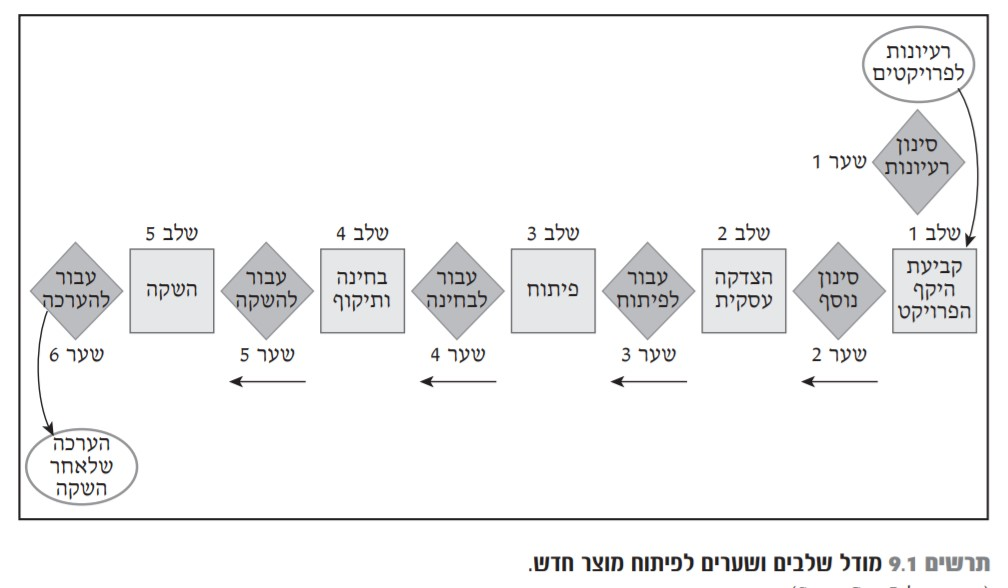 רעיונות
לפרויקטים
סינון
רעיונות
שער 1
שלב 1
קביעת
היקף
הפרויקט
סינון
נוסף
שער 2
שלב 2
הצדקה
עסקית
עבור
לפיתוח
שער 3
שלב 3
פיתוח
עבור
לבחינה
שער 4
שלב 4
בחינה
ותיקוף
עבור
להשקה
שער 5
שלב 5
השקה
עבור
להערכה
שער 6
הערכה
שלאחר
השקה
תרשים 9.1 מודל שלבים ושערים לפיתוח מוצר חדש.